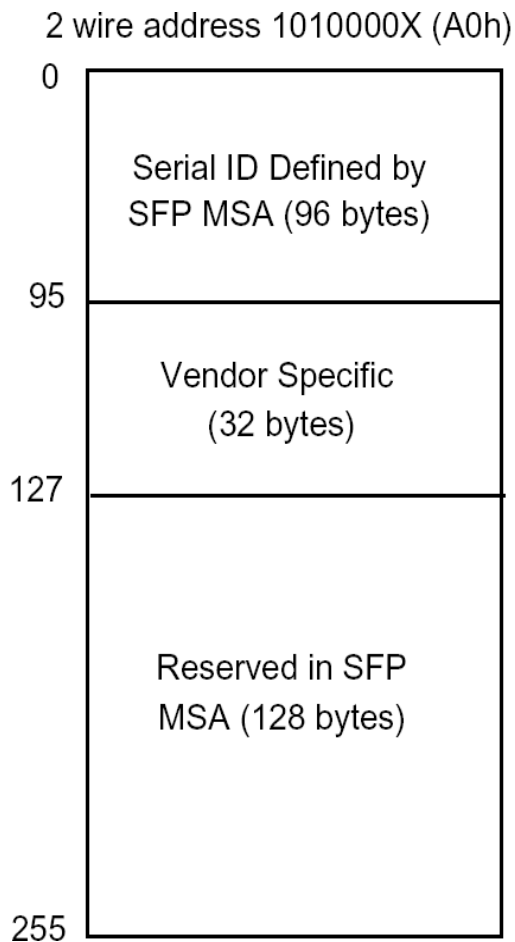 2 wire address 1010000X (A0h)
0
Serial ID Defined by
SFP MSA (96 bytes)
95
Vendor Specific
(32 bytes)
127
Reserved in SFP
MSA (128 bytes)
255